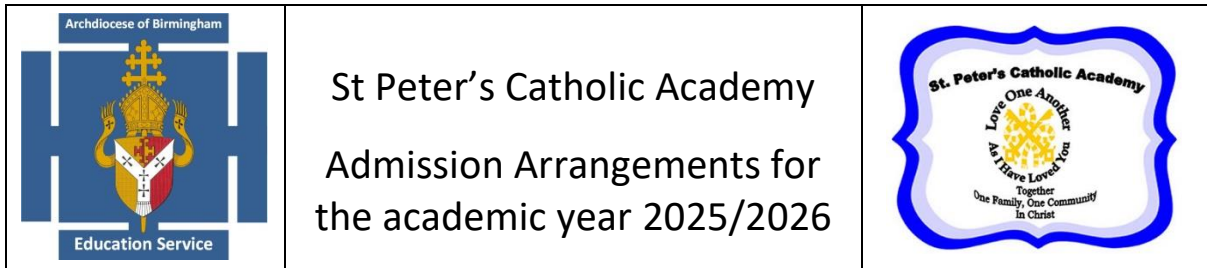 Archdiocese of Birmingham
Education Service
St Peter’s Catholic Academy
Admission Arrangements for
the academic year 2025/2026
St. Peter's Catholic Academy
Love One Another
As I Have Loved You
Together
One Family, One Community
In Christ